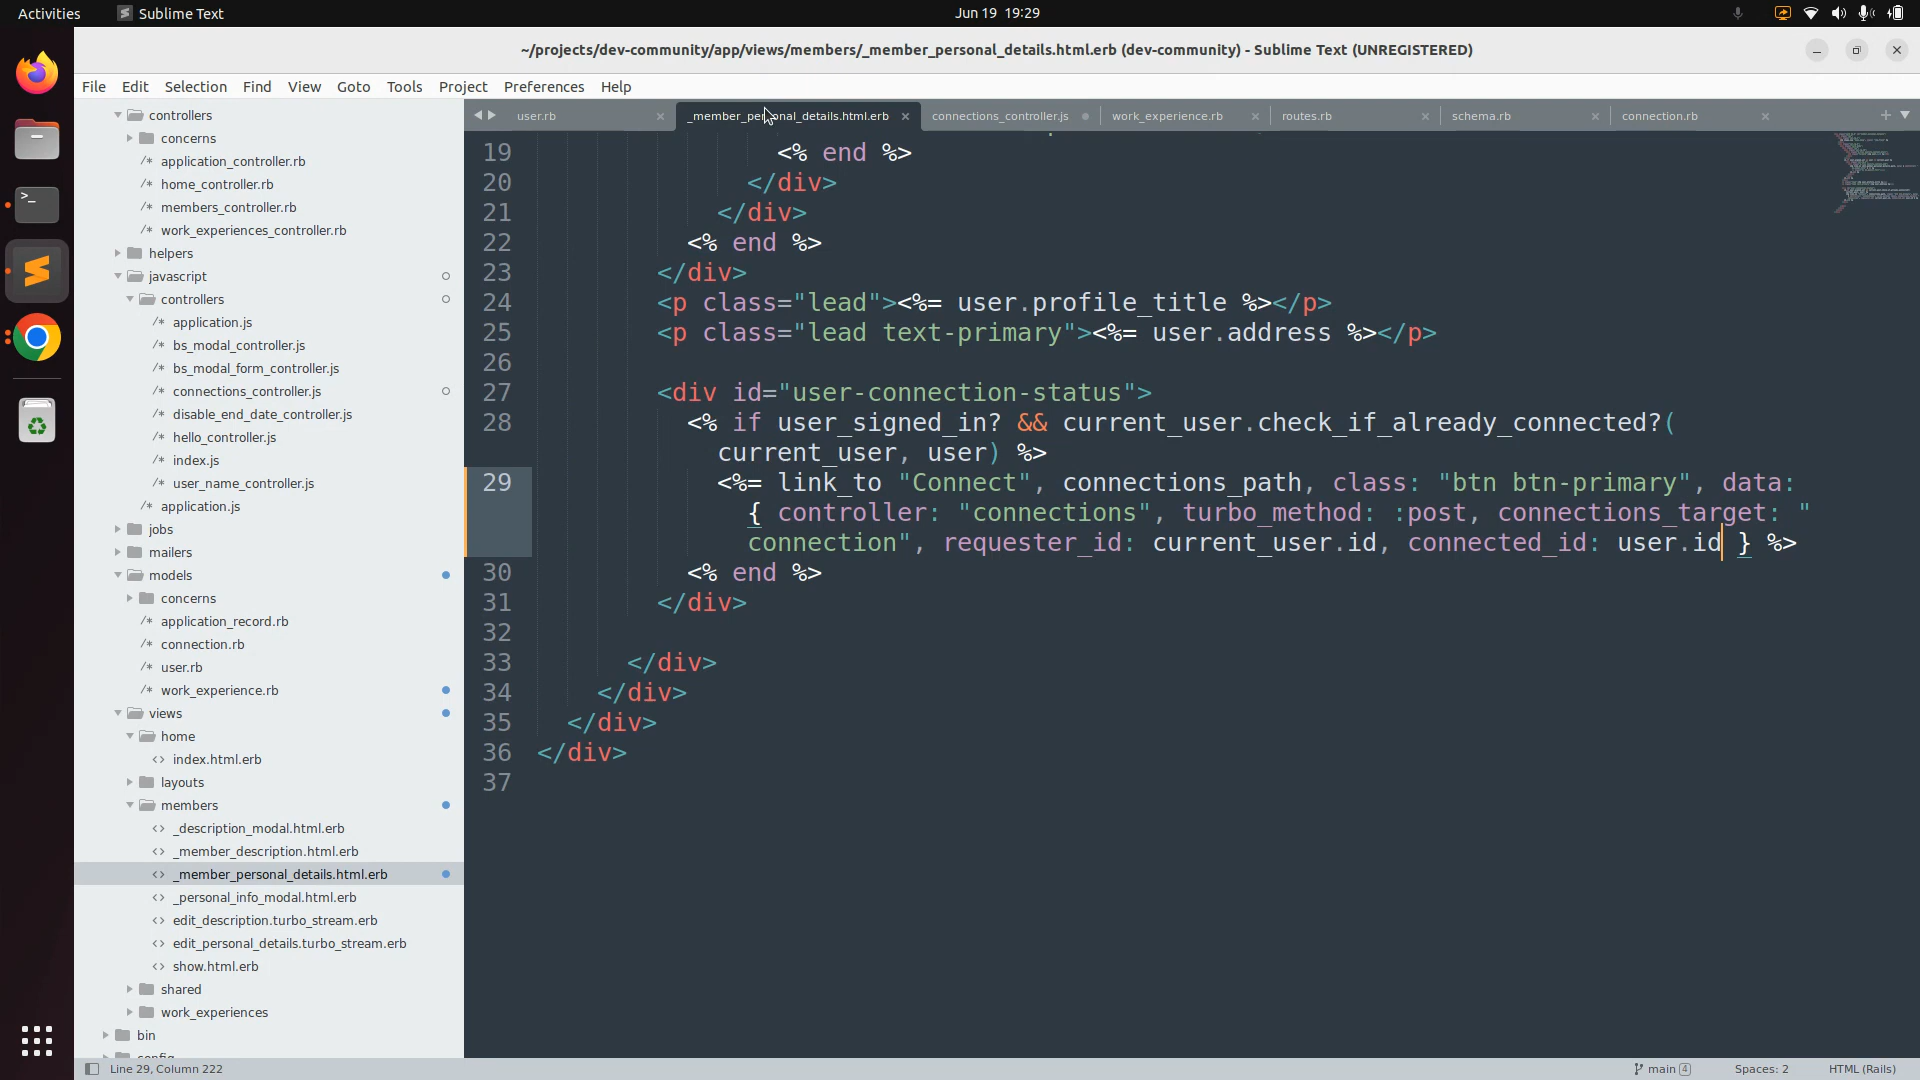 Activities
Sublime Text
Jun 19 19:29
~/projects/dev-community/app/views/members/_member_personal_details.html.erb (dev-community) - Sublime Text (UNREGISTERED)
File Edit Selection Find View Goto Tools Project Preferences Help
controllers
concerns
application_controller.rb
home_controller.rb
members_controller.rb
work_experiences_controller.rb
helpers
javascript
controllers
application.js
bs_modal_controller.js
bs_modal_form_controller.js
connections_controller.js
disable_end_date_controller.js
hello_controller.js
index.js
user_name_controller.js
application.js
jobs
mailers
models
concerns
application_record.rb
connection.rb
user.rb
work_experience.rb
views
home
index.html.erb
layouts
members
_description_modal.html.erb
_member_description.html.erb
_member_personal_details.html.erb
_personal_info_modal.html.erb
edit_description.turbo_stream.erb
edit_personal_details.turbo_stream.erb
show.html.erb
shared
work_experiences
bin
user.rb
_member_personal_details.html.erb
connections_controller.js
work_experience.rb
routes.rb
schema.rb
connection.rb
19 <% end %>
20 </div>
21 </div>
22 <% end %>
23 </div>
24 <p class="lead"><%= user.profile_title %></p>
25 <p class="lead text-primary"><%= user.address %></p>
26
27 <div id="user-connection-status">
28 <% if user_signed_in? && current_user.check_if_already_connected?(
current_user, user) %>
29 <%= link_to "Connect", connections_path, class: "btn btn-primary", data:
{ controller: "connections", turbo_method: :post, connections_target: "
connection", requester_id: current_user.id, connected_id: user.id } %>
30 <% end %>
31 </div>
32
33 </div>
34 </div>
35 </div>
36 </div>
37
Line 29, Column 222
main 4
Spaces: 2
HTML (Rails)